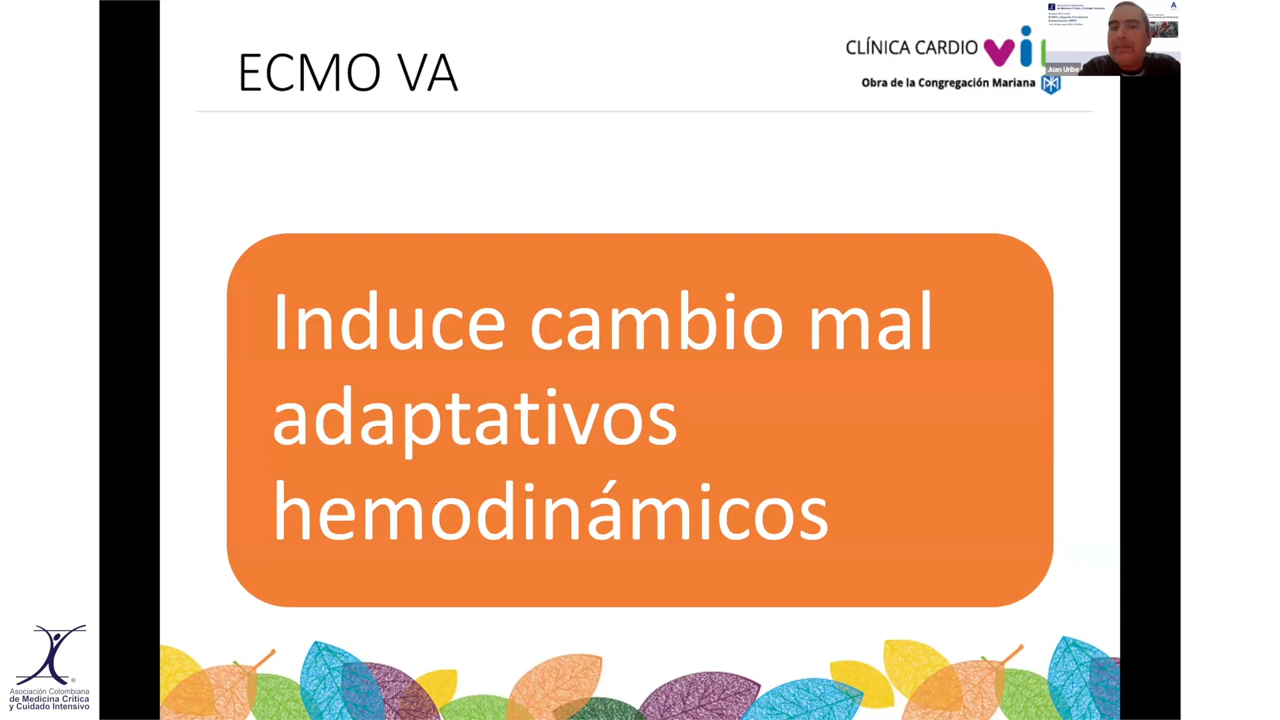 ECMO VA
CLÍNICA CARDIO VI
Obra de la Congregación Mariana
Juan Uribe
Induce cambio mal
adaptativos
hemodinámicos
Asociación Colombiana
de Medicina Crítica
y Cuidado Intensivo